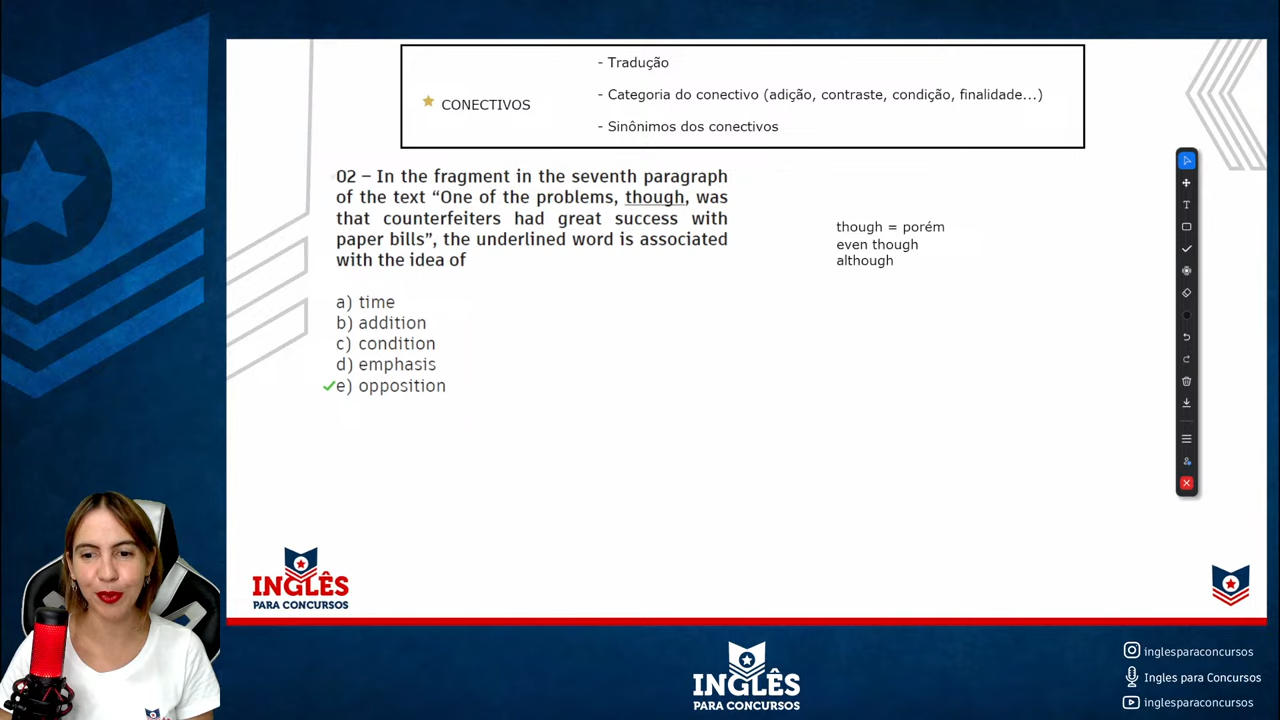 - Tradução
★ CONECTIVOS
- Categoria do conectivo (adição, contraste, condição, finalidade...)
- Sinônimos dos conectivos
02 – In the fragment in the seventh paragraph
of the text “One of the problems, though, was
that counterfeiters had great success with
paper bills”, the underlined word is associated
with the idea of
a) time
b) addition
c) condition
d) emphasis
e) opposition
though = porém
even though
although
T
INGLÊS
PARA CONCURSOS
INGLÊS
PARA CONCURSOS
inglesparaconcursos
Ingles para Concursos
inglesparaconcursos